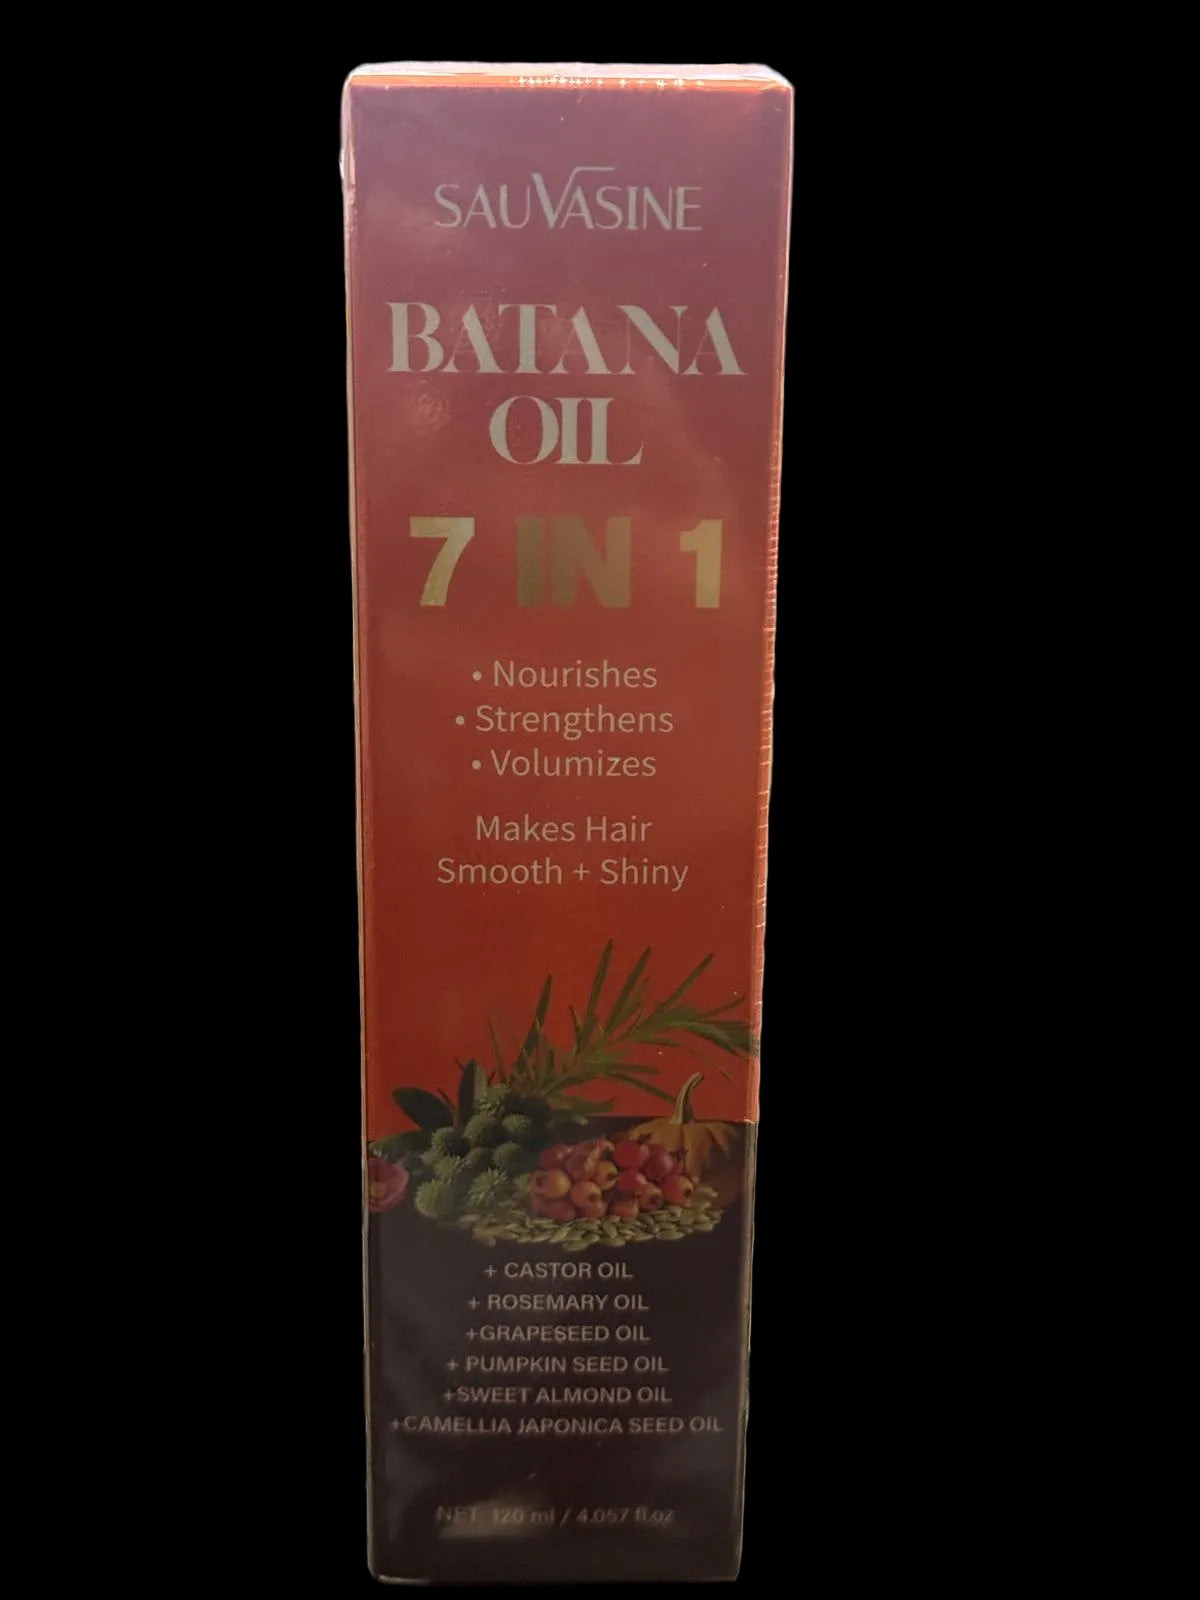 SAUVASINE
BATANA
OIL
7 IN 1
• Nourishes
• Strengthens
• Volumizes
Makes Hair
Smooth + Shiny
+ CASTOR OIL
+ ROSEMARY OIL
+GRAPESEED OIL
+ PUMPKIN SEED OIL
+SWEET ALMOND OIL
+CAMELLIA JAPONICA SEED OIL
NET: 120 ml / 4.057 fl.oz